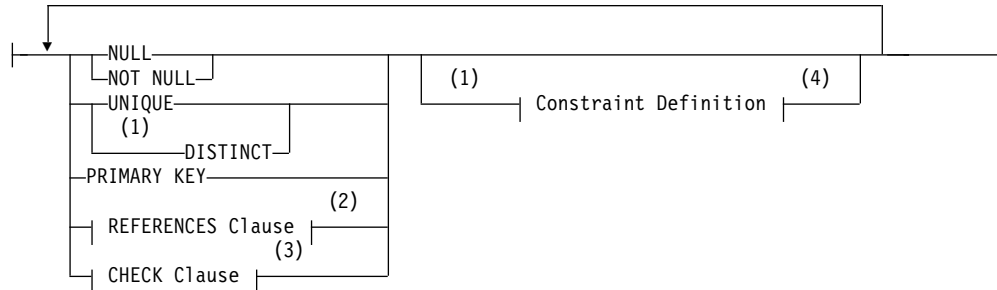 NULL
NOT NULL
(1) (4)
UNIQUE
Constraint Definition
(1)
DISTINCT
PRIMARY KEY
(2)
REFERENCES Clause
(3)
CHECK Clause